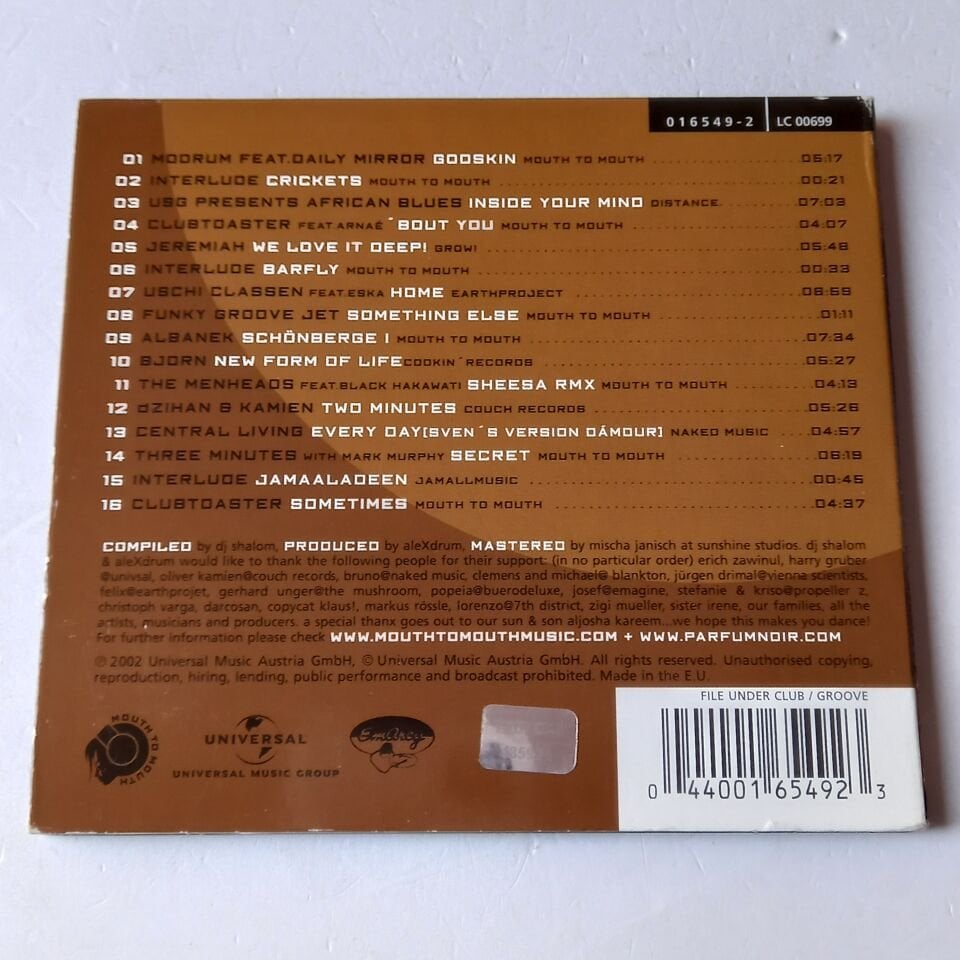 016549-2 LC 00699
01 MODRUM FEAT.DAILY MIRROR GODSKIN MOUTH TO MOUTH 05:17
02 INTERLUDE CRICKETS MOUTH TO MOUTH 00:21
03 USG PRESENTS AFRICAN BLUES INSIDE YOUR MIND DISTANCE. 07:03
04 CLUBTOASTER FEAT.ARNAÉ ´BOUT YOU MOUTH TO MOUTH 04:07
05 JEREMIAH WE LOVE IT DEEP! GROW! 05:48
06 INTERLUDE BARFLY MOUTH TO MOUTH 00:33
07 USCHI CLASSEN FEAT.ESKA HOME EARTHPROJECT 06:59
08 FUNKY GROOVE JET SOMETHING ELSE MOUTH TO MOUTH 01:11
09 ALBANEK SCHÖNBERGE I MOUTH TO MOUTH 07:34
10 BJORN NEW FORM OF LIFE COOKIN´RECORDS 05:27
11 THE MENHEADS FEAT.BLACK HAKAWATI SHEESA RMX MOUTH TO MOUTH 04:13
12 dZIHAN & KAMIEN TWO MINUTES COUCH RECORDS 05:26
13 CENTRAL LIVING EVERY DAY[SVEN´S VERSION DÁMOUR] NAKED MUSIC 04:57
14 THREE MINUTES WITH MARK MURPHY SECRET MOUTH TO MOUTH 06:19
15 INTERLUDE JAMAALADEEN JAMALLMUSIC 00:45
16 CLUBTOASTER SOMETIMES MOUTH TO MOUTH 04:37
COMPILED by dj shalom, PRODUCED by aleXdrum, MASTERED by mischa janisch at sunshine studios. dj shalom
& aleXdrum would like to thank the following people for their support: (in no particular order) erich zawinul, harry gruber
@univsal, oliver kamien@couch records, bruno@naked music, clemens and michael@ blankton, jürgen drimal@vienna scientists,
felix@earthprojet, gerhard unger@the mushroom, popeia@buerodeluxe, josef@emagine, stefanie & kriso@propeller z,
christoph varga, darcosan, copycat klaus!, markus rössle, lorenzo@7th district, zigi mueller, sister irene, our families, all the
artists, musicians and producers. a special thanx goes out to our sun & son aljosha kareem...we hope this makes you dance!
For further information please check WWW.MOUTHTOMOUTHMUSIC.COM + WWW.PARFUMNOIR.COM
℗ 2002 Universal Music Austria GmbH, © Universal Music Austria GmbH. All rights reserved. Unauthorised copying,
reproduction, hiring, lending, public performance and broadcast prohibited. Made in the E.U.
FILE UNDER CLUB / GROOVE
MOUTH TO MOUTH
UNIVERSAL
UNIVERSAL MUSIC GROUP
EmArcy
0 44001 65492 3